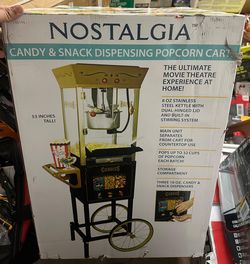 NOSTALGIA™
CANDY & SNACK DISPENSING POPCORN CART
THE ULTIMATE
MOVIE THEATRE
EXPERIENCE AT
HOME!
53 INCHES
TALL!
8 OZ STAINLESS
STEEL KETTLE WITH
DUAL HINGED LID
AND BUILT IN
STIRRING SYSTEM
MAIN UNIT
SEPARATES
FROM CART FOR
COUNTERTOP USE
POPS UP TO 32 CUPS
OF POPCORN
EACH BATCH!
STORAGE
COMPARTMENT
THREE 18 OZ. CANDY &
SNACK DISPENSERS